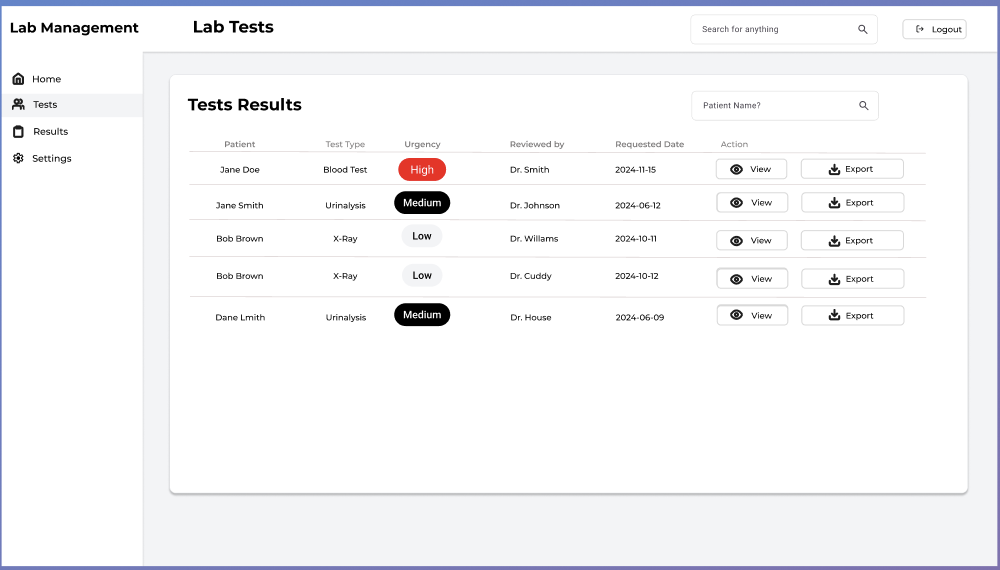 Lab Management
Lab Tests
Search for anything
Logout
Home
Tests
Results
Settings
Tests Results
Patient Name?
Patient Test Type Urgency Reviewed by Requested Date Action
Jane Doe Blood Test High Dr. Smith 2024-11-15 View Export
Jane Smith Urinalysis Medium Dr. Johnson 2024-06-12 View Export
Bob Brown X-Ray Low Dr. Willams 2024-10-11 View Export
Bob Brown X-Ray Low Dr. Cuddy 2024-10-12 View Export
Dane Lmith Urinalysis Medium Dr. House 2024-06-09 View Export